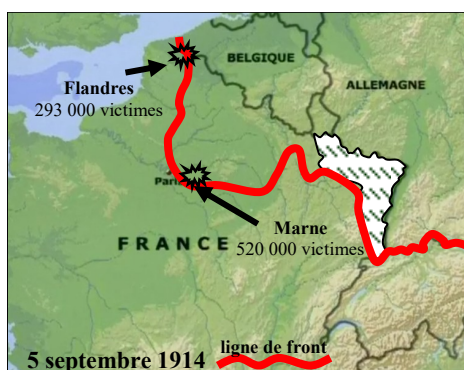 BELGIQUE
ALLEMAGNE
Flandres
293 000 victimes
Paris
Marne
520 000 victimes
FRANCE
5 septembre 1914
ligne de front